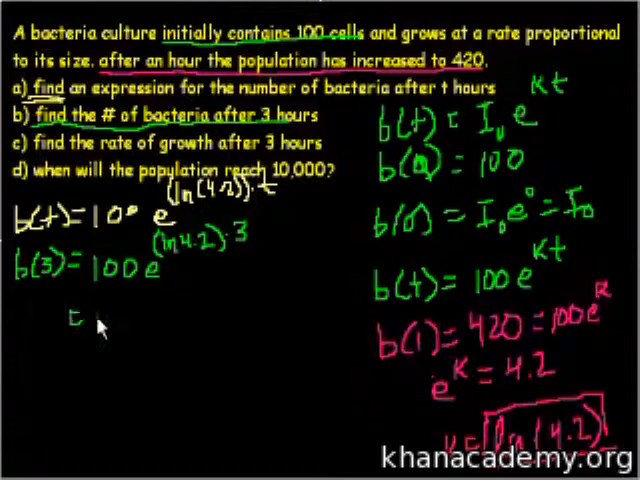 A bacteria culture initially contains 100 cells and grows at a rate proportional
to its size. after an hour the population has increased to 420.
a) find an expression for the number of bacteria after t hours
b) find the # of bacteria after 3 hours
c) find the rate of growth after 3 hours
d) when will the population reach 10,000?
b(t) = 100 e^(ln(4.2))·t
b(3) = 100 e^(ln 4.2)·3
=
b(t) = I₀ e^kt
b(0) = 100
b(0) = I₀e⁰ = I₀
b(t) = 100 e^kt
b(1) = 420 = 100e^k
e^k = 4.2
k = ln(4.2)
khanacademy.org